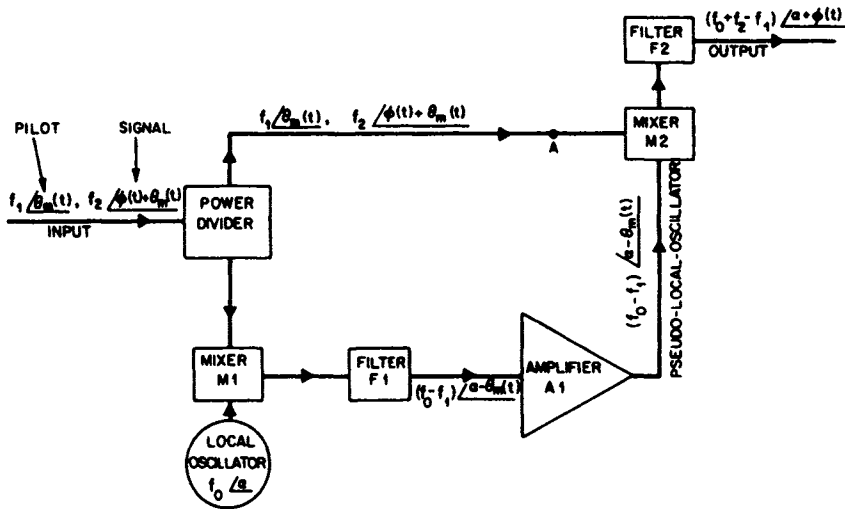 (f₀+f₂-f₁) /α+φ(t)
FILTER
F2
OUTPUT
f₁ /θₘ(t), f₂ /φ(t)+θₘ(t)
A
MIXER
M2
PILOT
SIGNAL
f₁ /θₘ(t), f₂ /φ(t)+θₘ(t)
INPUT
POWER
DIVIDER
(f₀-f₁) /α-θₘ(t)
PSEUDO-LOCAL-OSCILLATOR
MIXER
M1
FILTER
F1
(f₀-f₁) /α-θₘ(t)
AMPLIFIER
A1
LOCAL
OSCILLATOR
f₀ /α